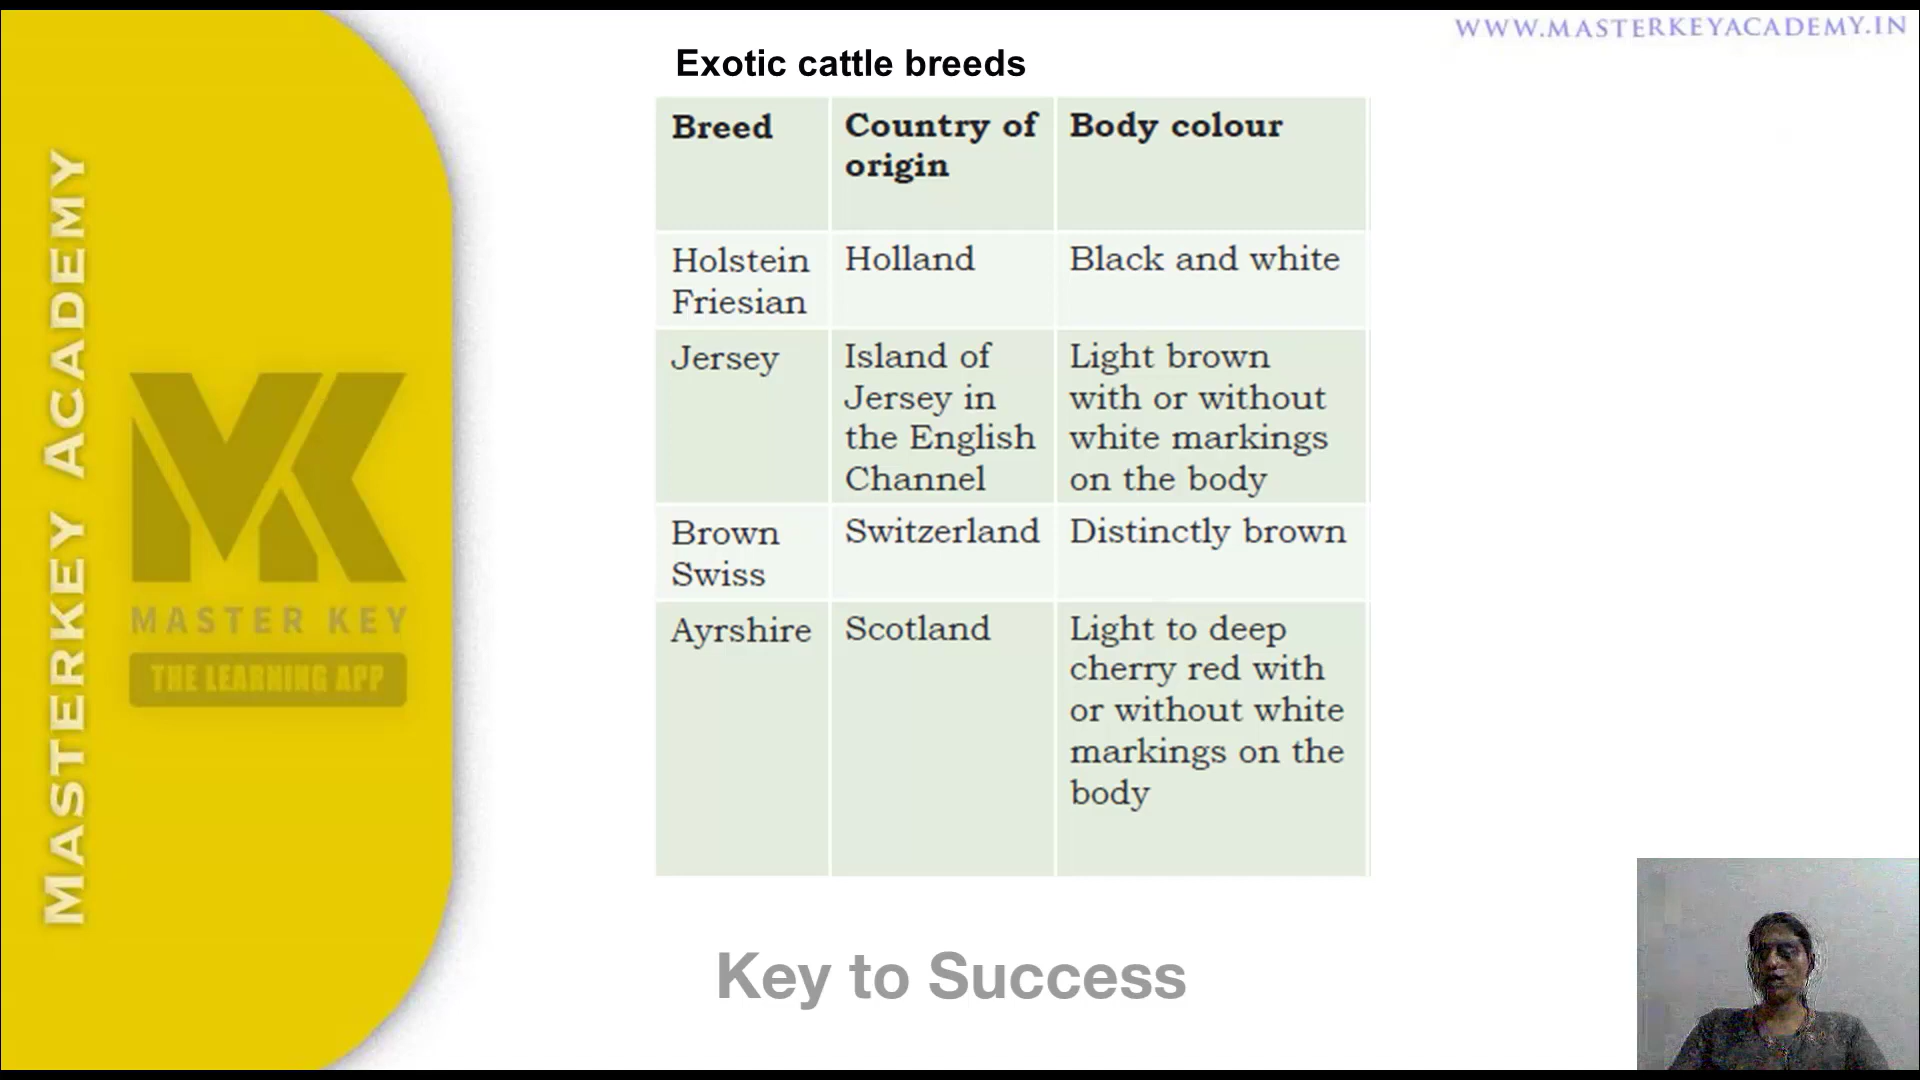 WWW.MASTERKEYACADEMY.IN
MASTERKEY ACADEMY
MASTER KEY
THE LEARNING APP
Exotic cattle breeds
Breed
Country of
origin
Body colour
Holstein
Friesian
Holland
Black and white
Jersey
Island of
Jersey in
the English
Channel
Light brown
with or without
white markings
on the body
Brown
Swiss
Switzerland
Distinctly brown
Ayrshire
Scotland
Light to deep
cherry red with
or without white
markings on the
body
Key to Success